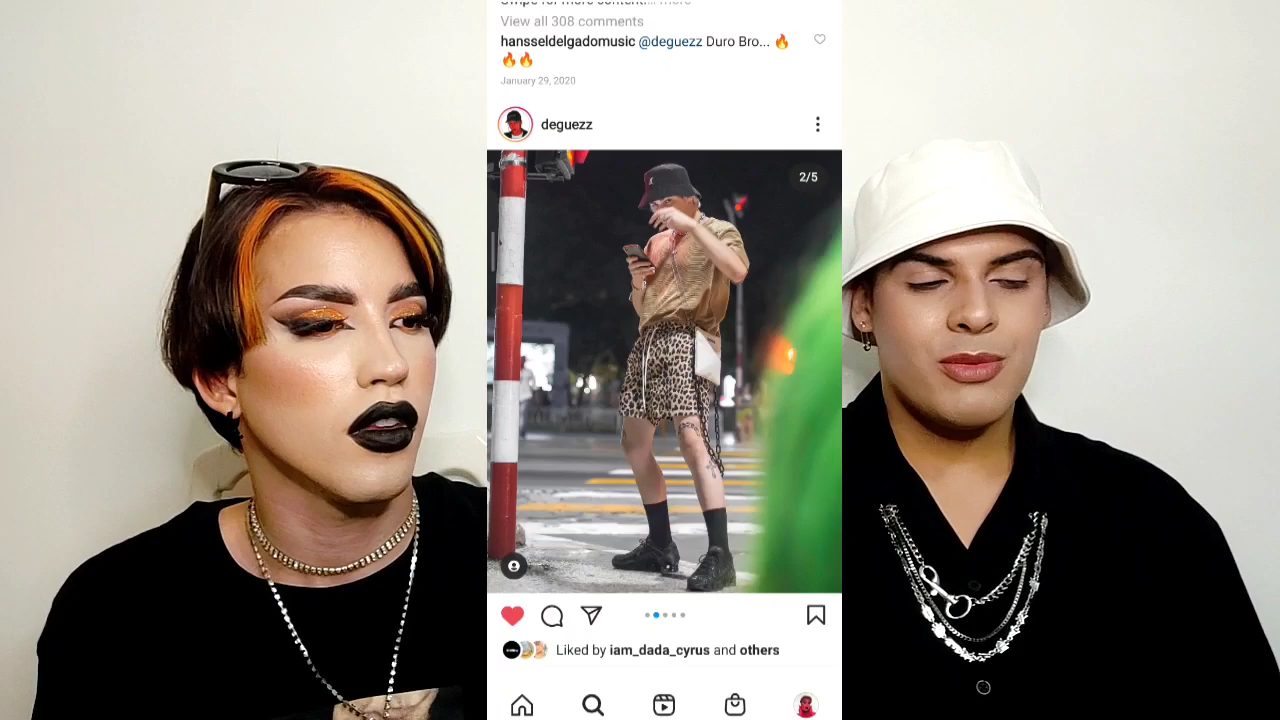 View all 308 comments
hansseldelgadomusic @deguezz Duro Bro... 🔥
🔥🔥
January 29, 2020
deguezz
2/5
Liked by iam_dada_cyrus and others